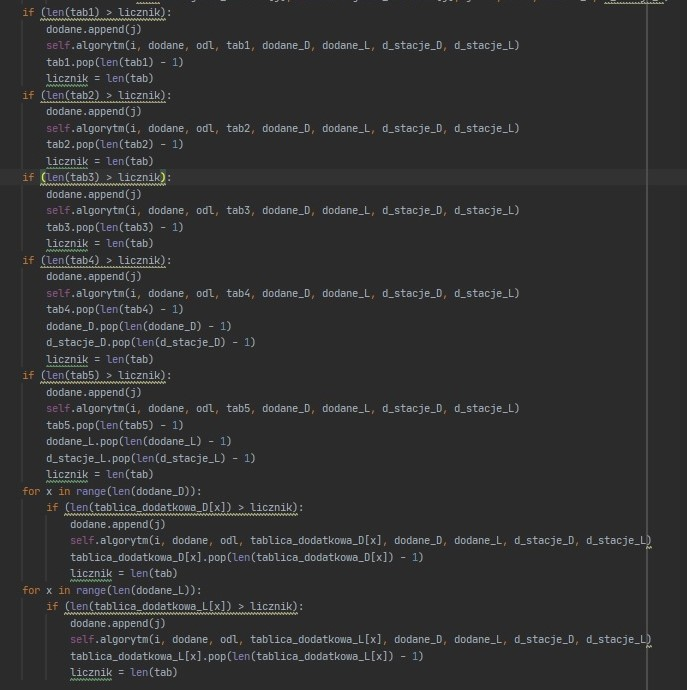 if (len(tab1) > licznik):
    dodane.append(j)
    self.algorytm(i, dodane, odl, tab1, dodane_D, dodane_L, d_stacje_D, d_stacje_L)
    tab1.pop(len(tab1) - 1)
    licznik = len(tab)
if (len(tab2) > licznik):
    dodane.append(j)
    self.algorytm(i, dodane, odl, tab2, dodane_D, dodane_L, d_stacje_D, d_stacje_L)
    tab2.pop(len(tab2) - 1)
    licznik = len(tab)
if (len(tab3) > licznik):
    dodane.append(j)
    self.algorytm(i, dodane, odl, tab3, dodane_D, dodane_L, d_stacje_D, d_stacje_L)
    tab3.pop(len(tab3) - 1)
    licznik = len(tab)
if (len(tab4) > licznik):
    dodane.append(j)
    self.algorytm(i, dodane, odl, tab4, dodane_D, dodane_L, d_stacje_D, d_stacje_L)
    tab4.pop(len(tab4) - 1)
    dodane_D.pop(len(dodane_D) - 1)
    d_stacje_D.pop(len(d_stacje_D) - 1)
    licznik = len(tab)
if (len(tab5) > licznik):
    dodane.append(j)
    self.algorytm(i, dodane, odl, tab5, dodane_D, dodane_L, d_stacje_D, d_stacje_L)
    tab5.pop(len(tab5) - 1)
    dodane_L.pop(len(dodane_L) - 1)
    d_stacje_L.pop(len(d_stacje_L) - 1)
    licznik = len(tab)
for x in range(len(dodane_D)):
    if (len(tablica_dodatkowa_D[x]) > licznik):
        dodane.append(j)
        self.algorytm(i, dodane, odl, tablica_dodatkowa_D[x], dodane_D, dodane_L, d_stacje_D, d_stacje_L)
        tablica_dodatkowa_D[x].pop(len(tablica_dodatkowa_D[x]) - 1)
        licznik = len(tab)
for x in range(len(dodane_L)):
    if (len(tablica_dodatkowa_L[x]) > licznik):
        dodane.append(j)
        self.algorytm(i, dodane, odl, tablica_dodatkowa_L[x], dodane_D, dodane_L, d_stacje_D, d_stacje_L)
        tablica_dodatkowa_L[x].pop(len(tablica_dodatkowa_L[x]) - 1)
        licznik = len(tab)